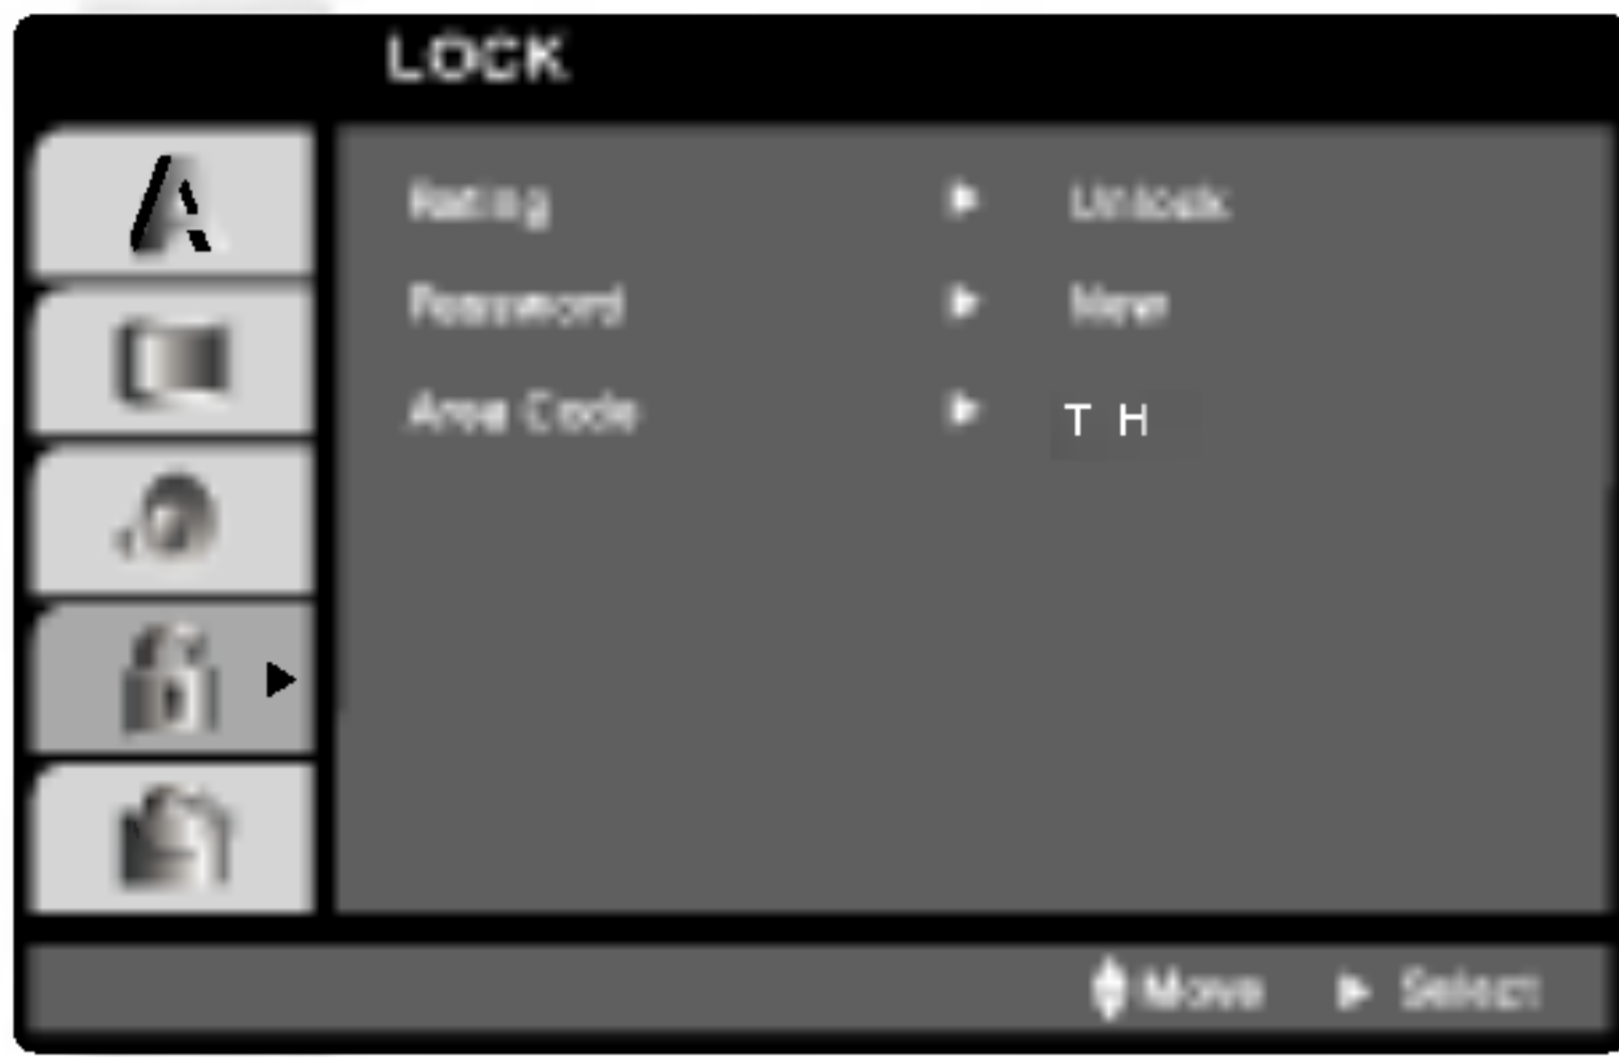 LOCK
Rating Unlock
Password New
Area Code T H
Move Select